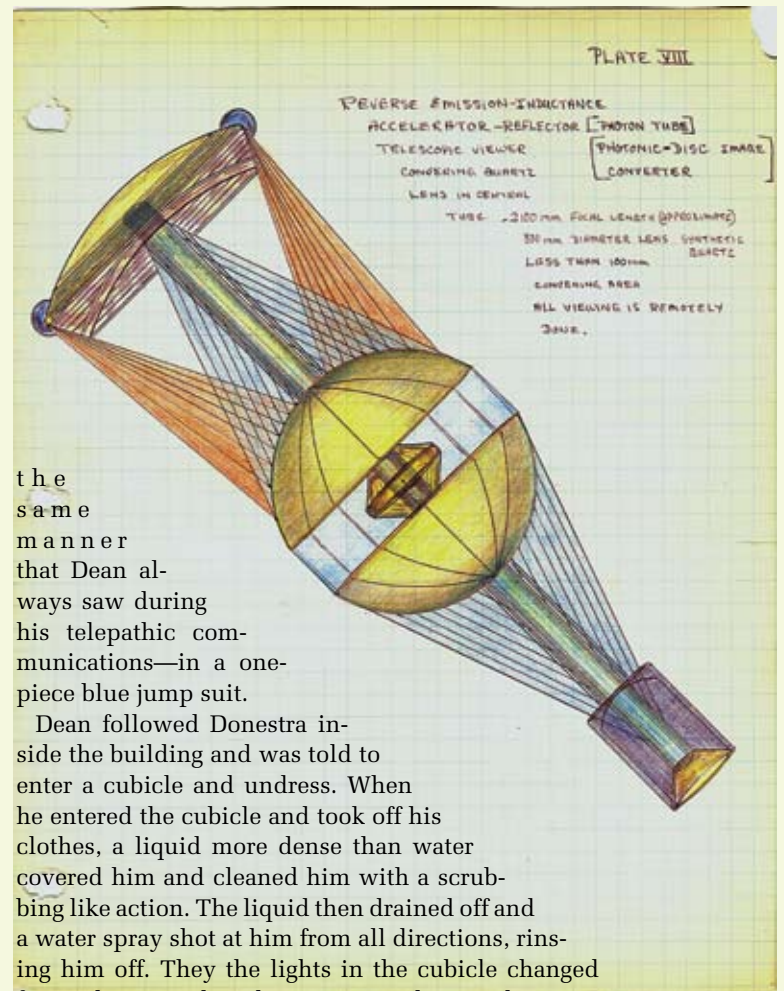 PLATE VIII
REVERSE EMISSION-INDUCTANCE
ACCELERATOR-REFLECTOR [PHOTON TUBE]
TELESCOPIC VIEWER [PHOTONIC-DISC IMAGE
CONVERGING QUARTZ CONVERTER]
LENS IN CENTRAL
TUBE . 2100 mm FOCAL LENGTH (APPROXIMATE)
mm DIAMETER LENS SYNTHETIC
QUARTZ
LESS THAN 100mm
CONVERGING AREA
ALL VIEWING IS REMOTELY
DONE.
the
same
manner
that Dean al-
ways saw during
his telepathic com-
munications—in a one-
piece blue jump suit.
Dean followed Donestra in-
side the building and was told to
enter a cubicle and undress. When
he entered the cubicle and took off his
clothes, a liquid more dense than water
covered him and cleaned him with a scrub-
bing like action. The liquid then drained off and
a water spray shot at him from all directions, rins-
ing him off. They the lights in the cubicle changed